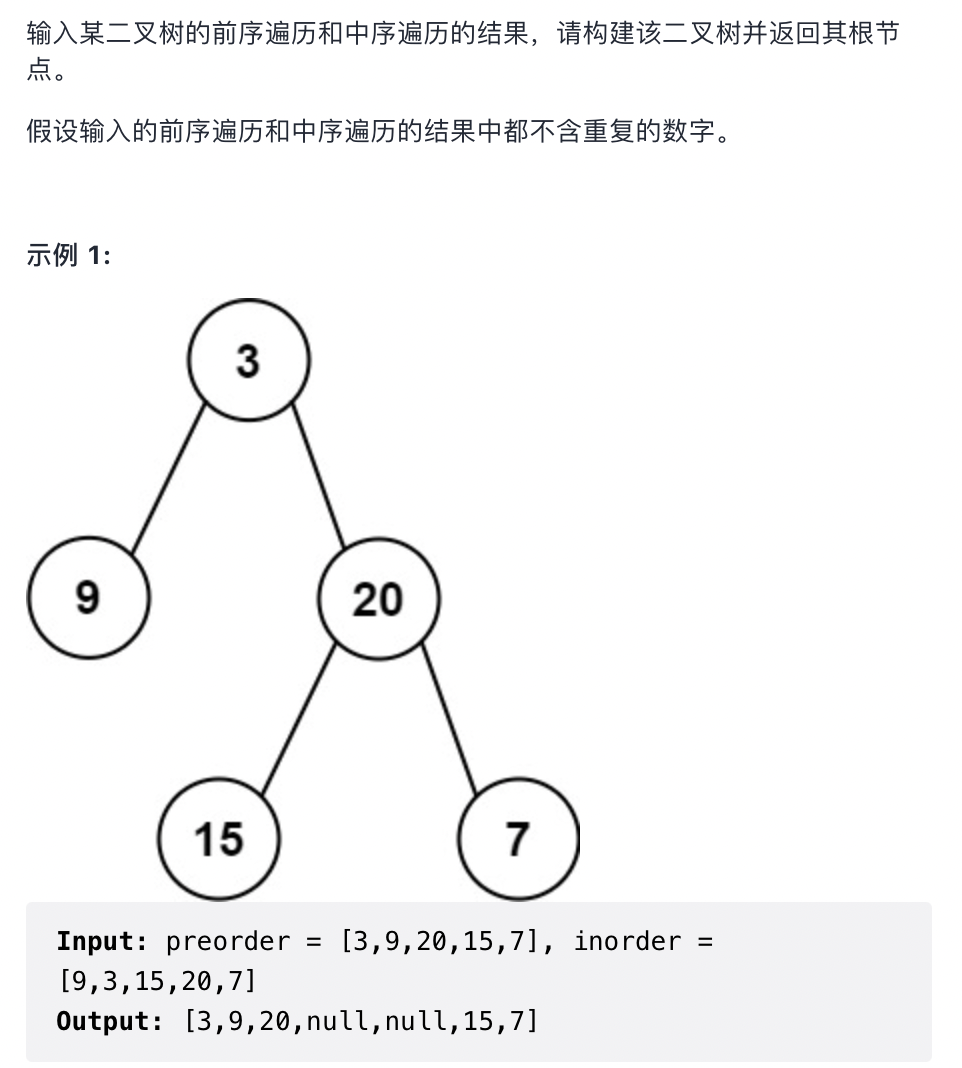 输入某二叉树的前序遍历和中序遍历的结果，请构建该二叉树并返回其根节
点。
假设输入的前序遍历和中序遍历的结果中都不含重复的数字。
示例 1:
3
9
20
15
7
Input: preorder = [3,9,20,15,7], inorder =
[9,3,15,20,7]
Output: [3,9,20,null,null,15,7]